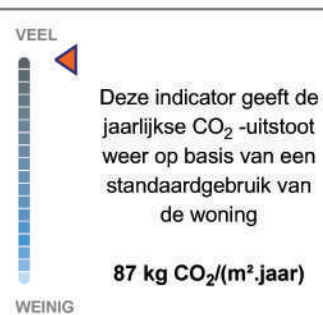 VEEL
Deze indicator geeft de
jaarlijkse CO₂ -uitstoot
weer op basis van een
standaardgebruik van
de woning
87 kg CO₂/(m².jaar)
WEINIG